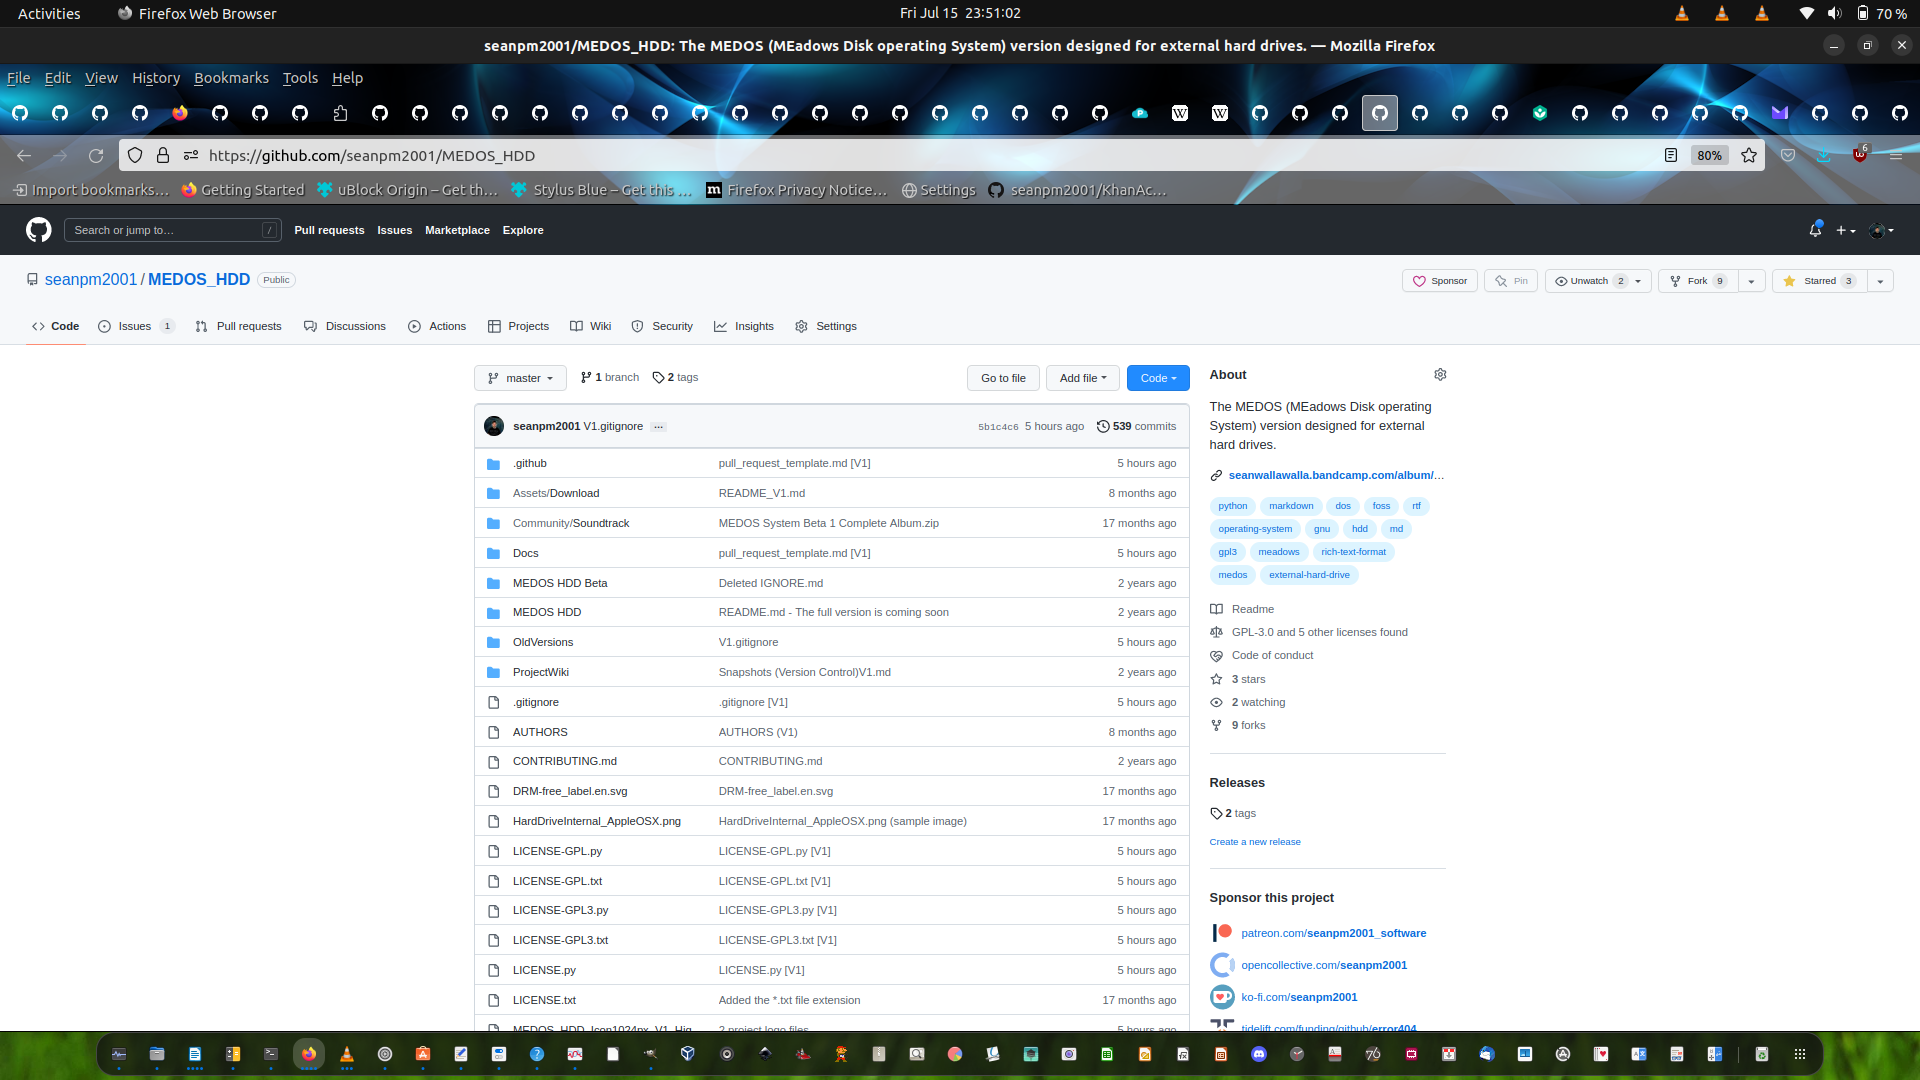 Activities Firefox Web Browser Fri Jul 15 23:51:02 70 %
seanpm2001/MEDOS_HDD: The MEDOS (MEadows Disk operating System) version designed for external hard drives. — Mozilla Firefox
File Edit View History Bookmarks Tools Help
https://github.com/seanpm2001/MEDOS_HDD 80% 6
Import bookmarks… Getting Started uBlock Origin – Get th… Stylus Blue – Get this … Firefox Privacy Notice… Settings seanpm2001/KhanAc…
Search or jump to… / Pull requests Issues Marketplace Explore
seanpm2001 / MEDOS_HDD Public Sponsor Pin Unwatch 2 Fork 9 Starred 3
Code Issues 1 Pull requests Discussions Actions Projects Wiki Security Insights Settings
master 1 branch 2 tags Go to file Add file Code
seanpm2001 V1.gitignore ... 5b1c4c6 5 hours ago 539 commits
.github pull_request_template.md [V1] 5 hours ago
Assets/Download README_V1.md 8 months ago
Community/Soundtrack MEDOS System Beta 1 Complete Album.zip 17 months ago
Docs pull_request_template.md [V1] 5 hours ago
MEDOS HDD Beta Deleted IGNORE.md 2 years ago
MEDOS HDD README.md - The full version is coming soon 2 years ago
OldVersions V1.gitignore 5 hours ago
ProjectWiki Snapshots (Version Control)V1.md 2 years ago
.gitignore .gitignore [V1] 5 hours ago
AUTHORS AUTHORS (V1) 8 months ago
CONTRIBUTING.md CONTRIBUTING.md 2 years ago
DRM-free_label.en.svg DRM-free_label.en.svg 17 months ago
HardDriveInternal_AppleOSX.png HardDriveInternal_AppleOSX.png (sample image) 17 months ago
LICENSE-GPL.py LICENSE-GPL.py [V1] 5 hours ago
LICENSE-GPL.txt LICENSE-GPL.txt [V1] 5 hours ago
LICENSE-GPL3.py LICENSE-GPL3.py [V1] 5 hours ago
LICENSE-GPL3.txt LICENSE-GPL3.txt [V1] 5 hours ago
LICENSE.py LICENSE.py [V1] 5 hours ago
LICENSE.txt Added the *.txt file extension 17 months ago
MEDOS_HDD_Icon1024px_V1_Hig… 2 project logo files 5 hours ago
About
The MEDOS (MEadows Disk operating
System) version designed for external
hard drives.
seanwallawalla.bandcamp.com/album/…
python markdown dos foss rtf
operating-system gnu hdd md
gpl3 meadows rich-text-format
medos external-hard-drive
Readme
GPL-3.0 and 5 other licenses found
Code of conduct
3 stars
2 watching
9 forks
Releases
2 tags
Create a new release
Sponsor this project
patreon.com/seanpm2001_software
opencollective.com/seanpm2001
ko-fi.com/seanpm2001
tidelift.com/funding/github/error404